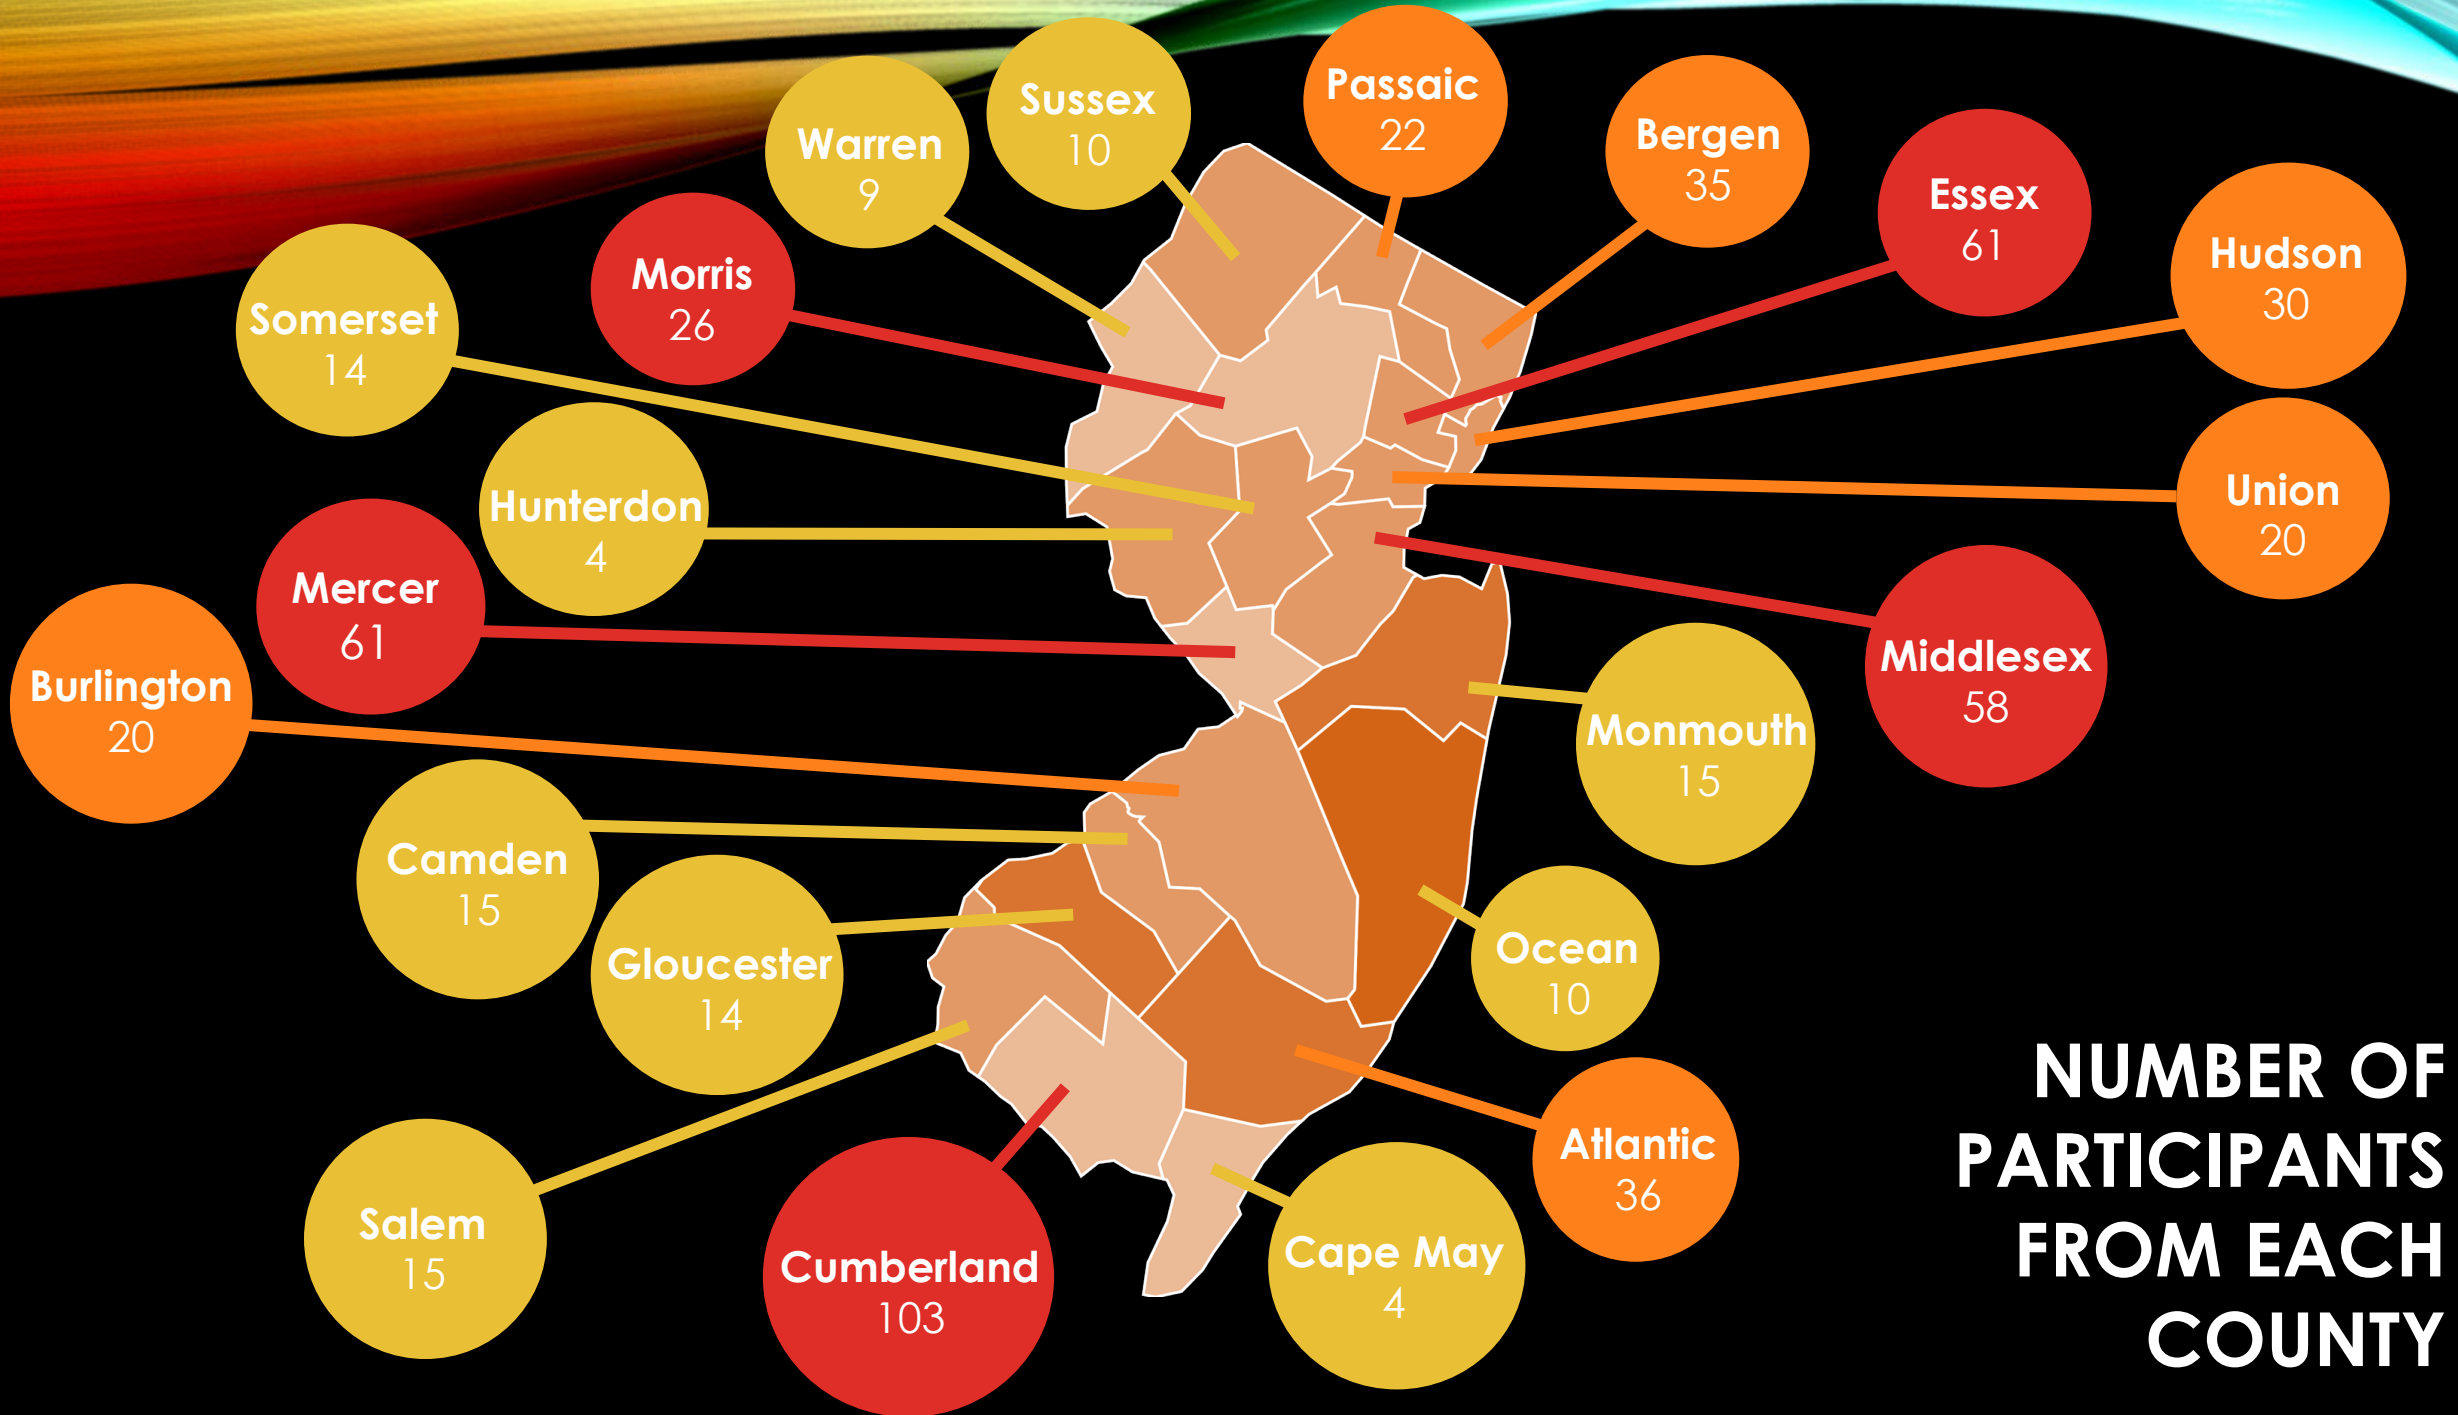 Sussex
10
Passaic
22
Warren
9
Bergen
35
Essex
61
Morris
26
Hudson
30
Somerset
14
Hunterdon
4
Union
20
Mercer
61
Middlesex
58
Burlington
20
Monmouth
15
Camden
15
Gloucester
14
Ocean
10
Atlantic
36
Salem
15
Cumberland
103
Cape May
4
NUMBER OF
PARTICIPANTS
FROM EACH
COUNTY